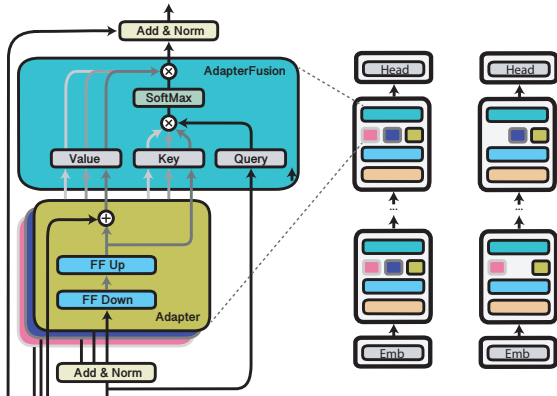 Add & Norm
AdapterFusion
SoftMax
Value
Key
Query
FF Up
FF Down
Adapter
Add & Norm
Head
...
...
Emb
Head
...
...
Emb